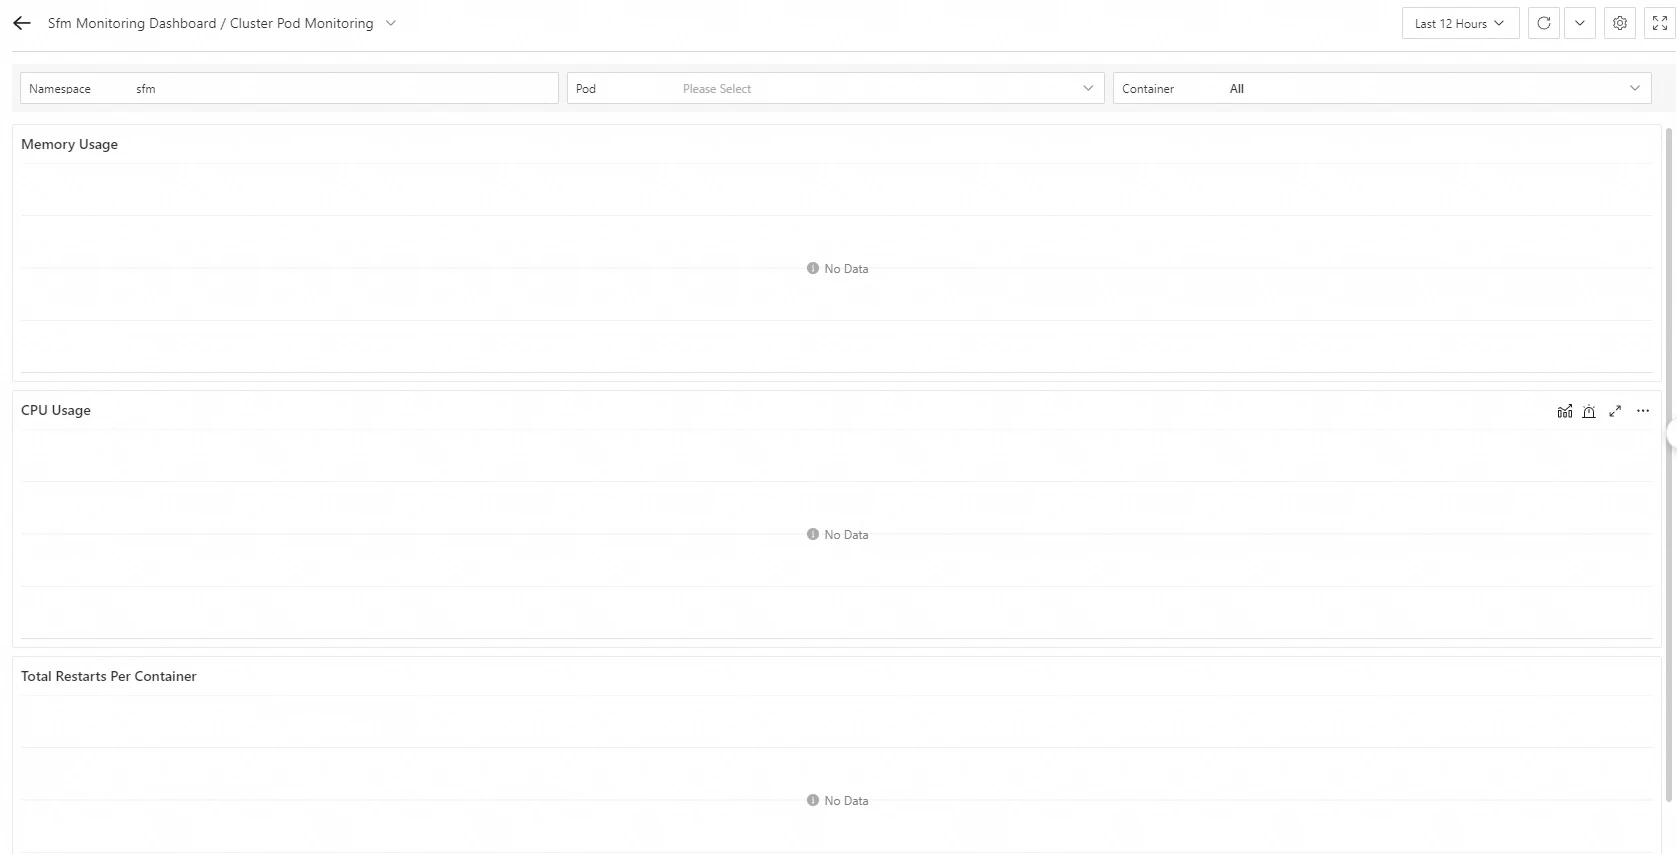 Sfm Monitoring Dashboard / Cluster Pod Monitoring
Last 12 Hours
Namespace sfm
Pod Please Select
Container All
Memory Usage
No Data
CPU Usage
No Data
Total Restarts Per Container
No Data